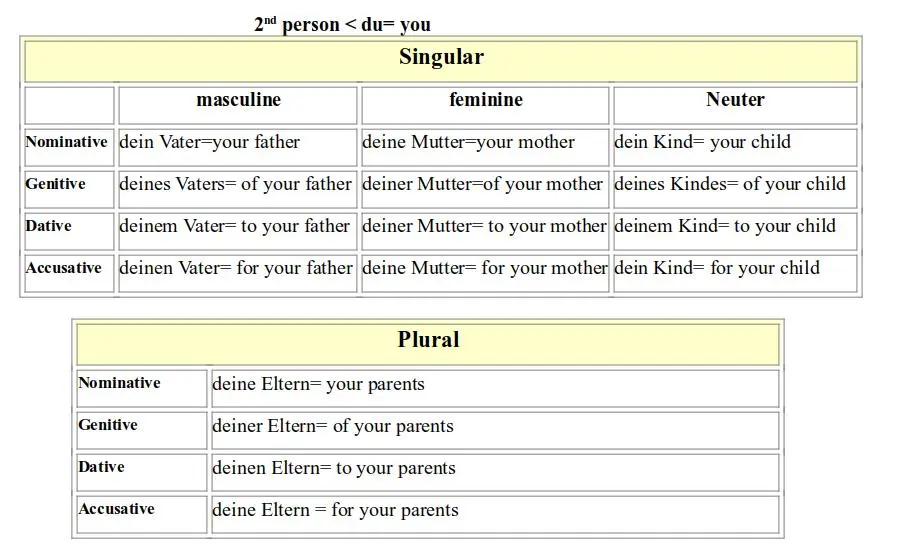 2nd person < du= you
Singular
masculine feminine Neuter
Nominative dein Vater=your father deine Mutter=your mother dein Kind= your child
Genitive deines Vaters= of your father deiner Mutter=of your mother deines Kindes= of your child
Dative deinem Vater= to your father deiner Mutter= to your mother deinem Kind= to your child
Accusative deinen Vater= for your father deine Mutter= for your mother dein Kind= for your child
Plural
Nominative deine Eltern= your parents
Genitive deiner Eltern= of your parents
Dative deinen Eltern= to your parents
Accusative deine Eltern = for your parents